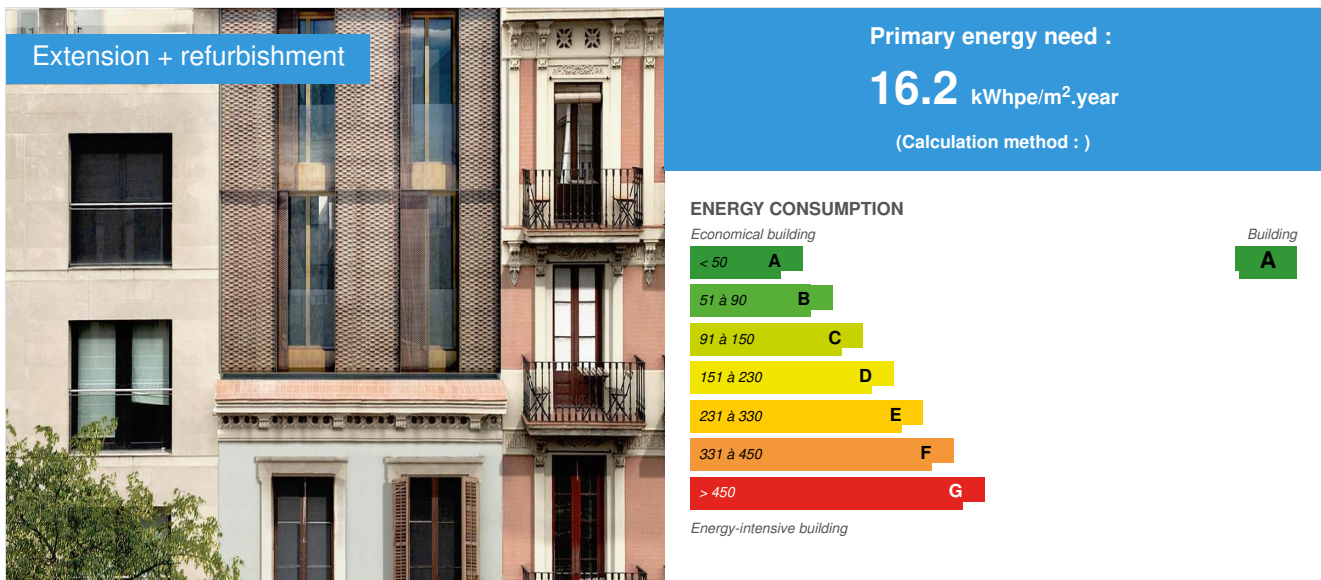 Extension + refurbishment
Primary energy need :
16.2 kWhpe/m².year
(Calculation method : )
ENERGY CONSUMPTION
Economical building
Building
< 50 A
A
51 à 90 B
91 à 150 C
151 à 230 D
231 à 330 E
331 à 450 F
> 450 G
Energy-intensive building